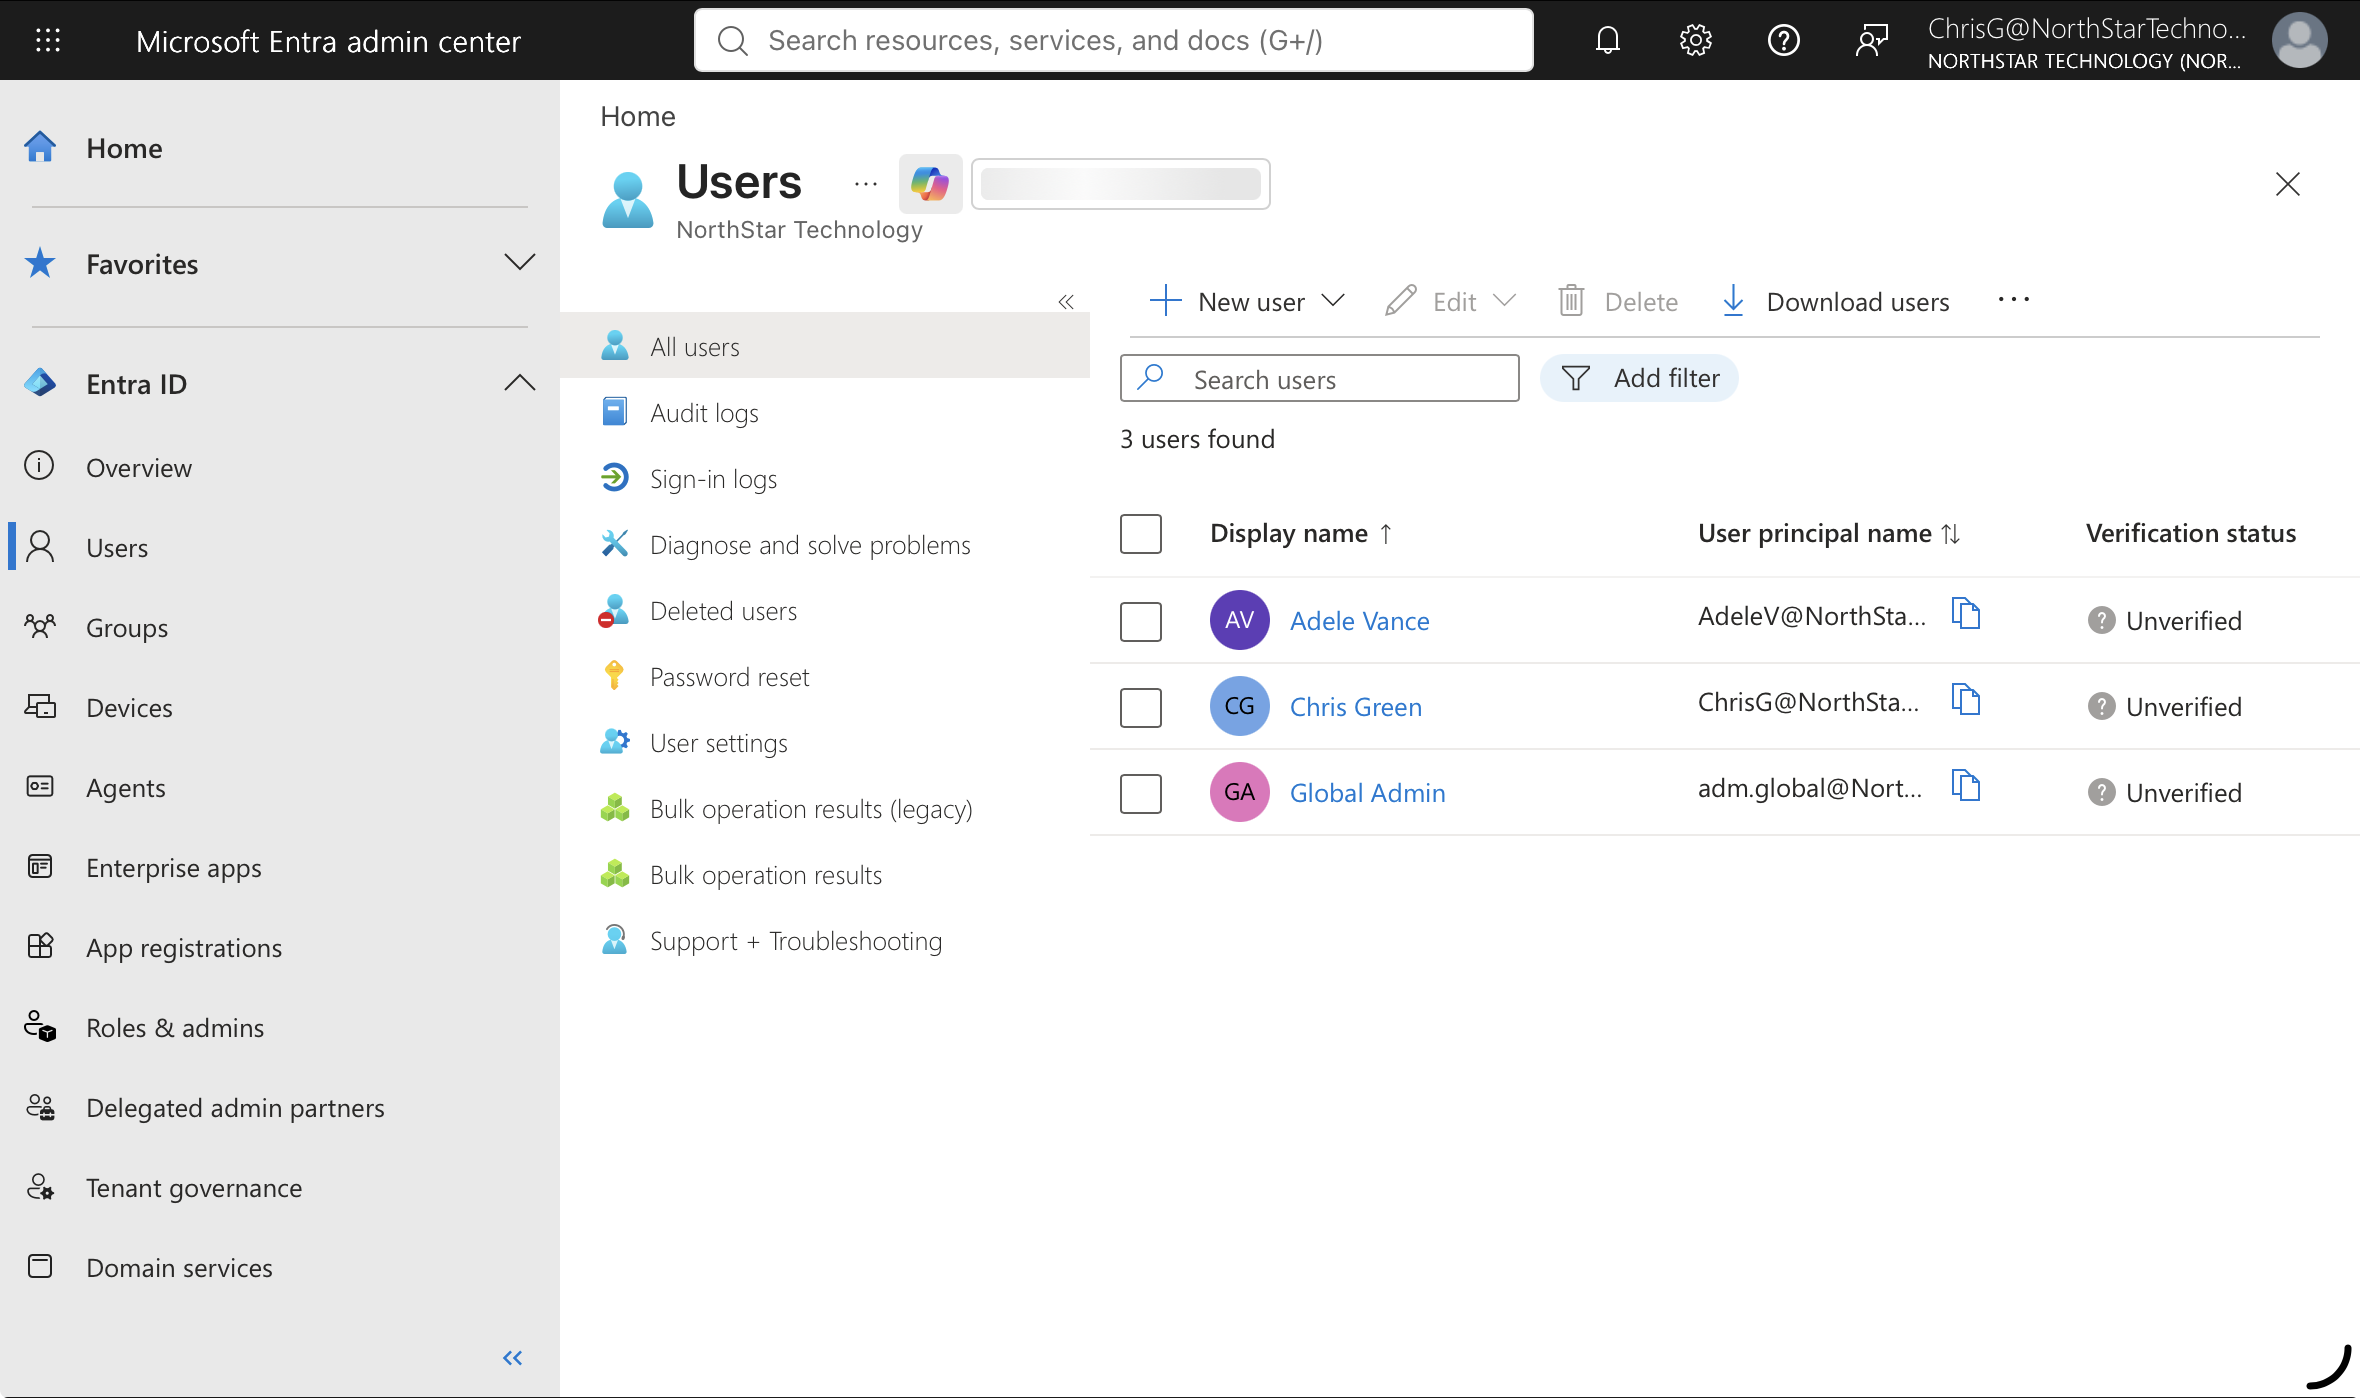 Microsoft Entra admin center
Search resources, services, and docs (G+/)
ChrisG@NorthStarTechno...
NORTHSTAR TECHNOLOGY (NOR...
Home
Favorites
Entra ID
Overview
Users
Groups
Devices
Agents
Enterprise apps
App registrations
Roles & admins
Delegated admin partners
Tenant governance
Domain services
Home
Users
NorthStar Technology
All users
Audit logs
Sign-in logs
Diagnose and solve problems
Deleted users
Password reset
User settings
Bulk operation results (legacy)
Bulk operation results
Support + Troubleshooting
New user Edit Delete Download users
Search users Add filter
3 users found
Display name User principal name Verification status
AV Adele Vance AdeleV@NorthSta... Unverified
CG Chris Green ChrisG@NorthSta... Unverified
GA Global Admin adm.global@Nort... Unverified